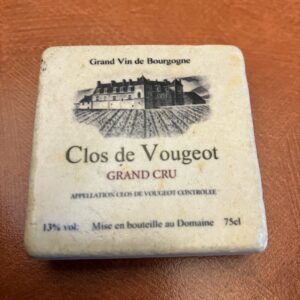 Grand Vin de Bourgogne
Clos de Vougeot
GRAND CRU
APPELLATION CLOS DE VOUGEOT CONTRÔLÉE
13% vol. Mise en bouteille au Domaine 75cl